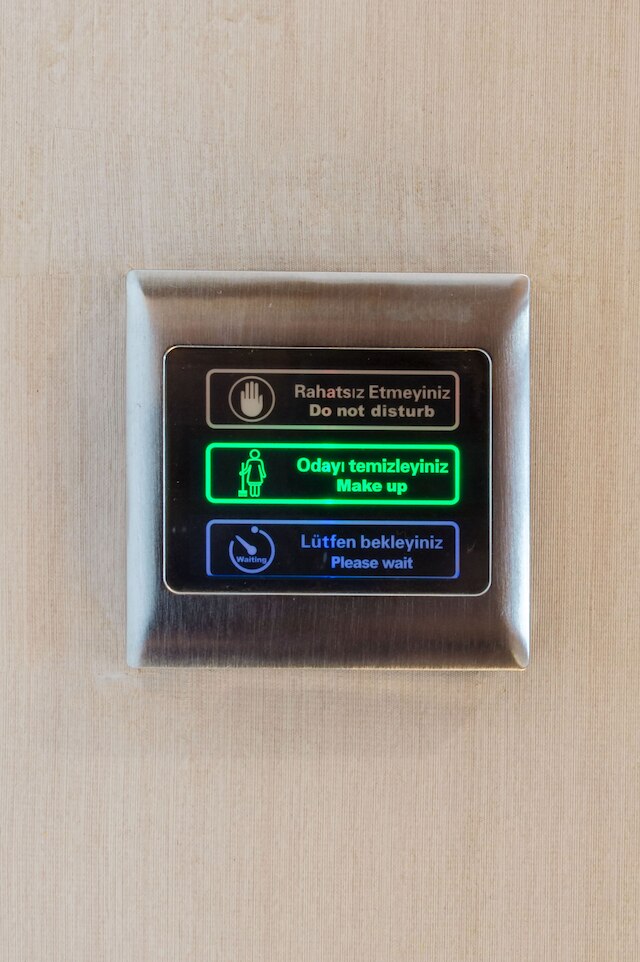 Rahatsız Etmeyiniz
Do not disturb
Odayı temizleyiniz
Make up
Lütfen bekleyiniz
Waiting
Please wait